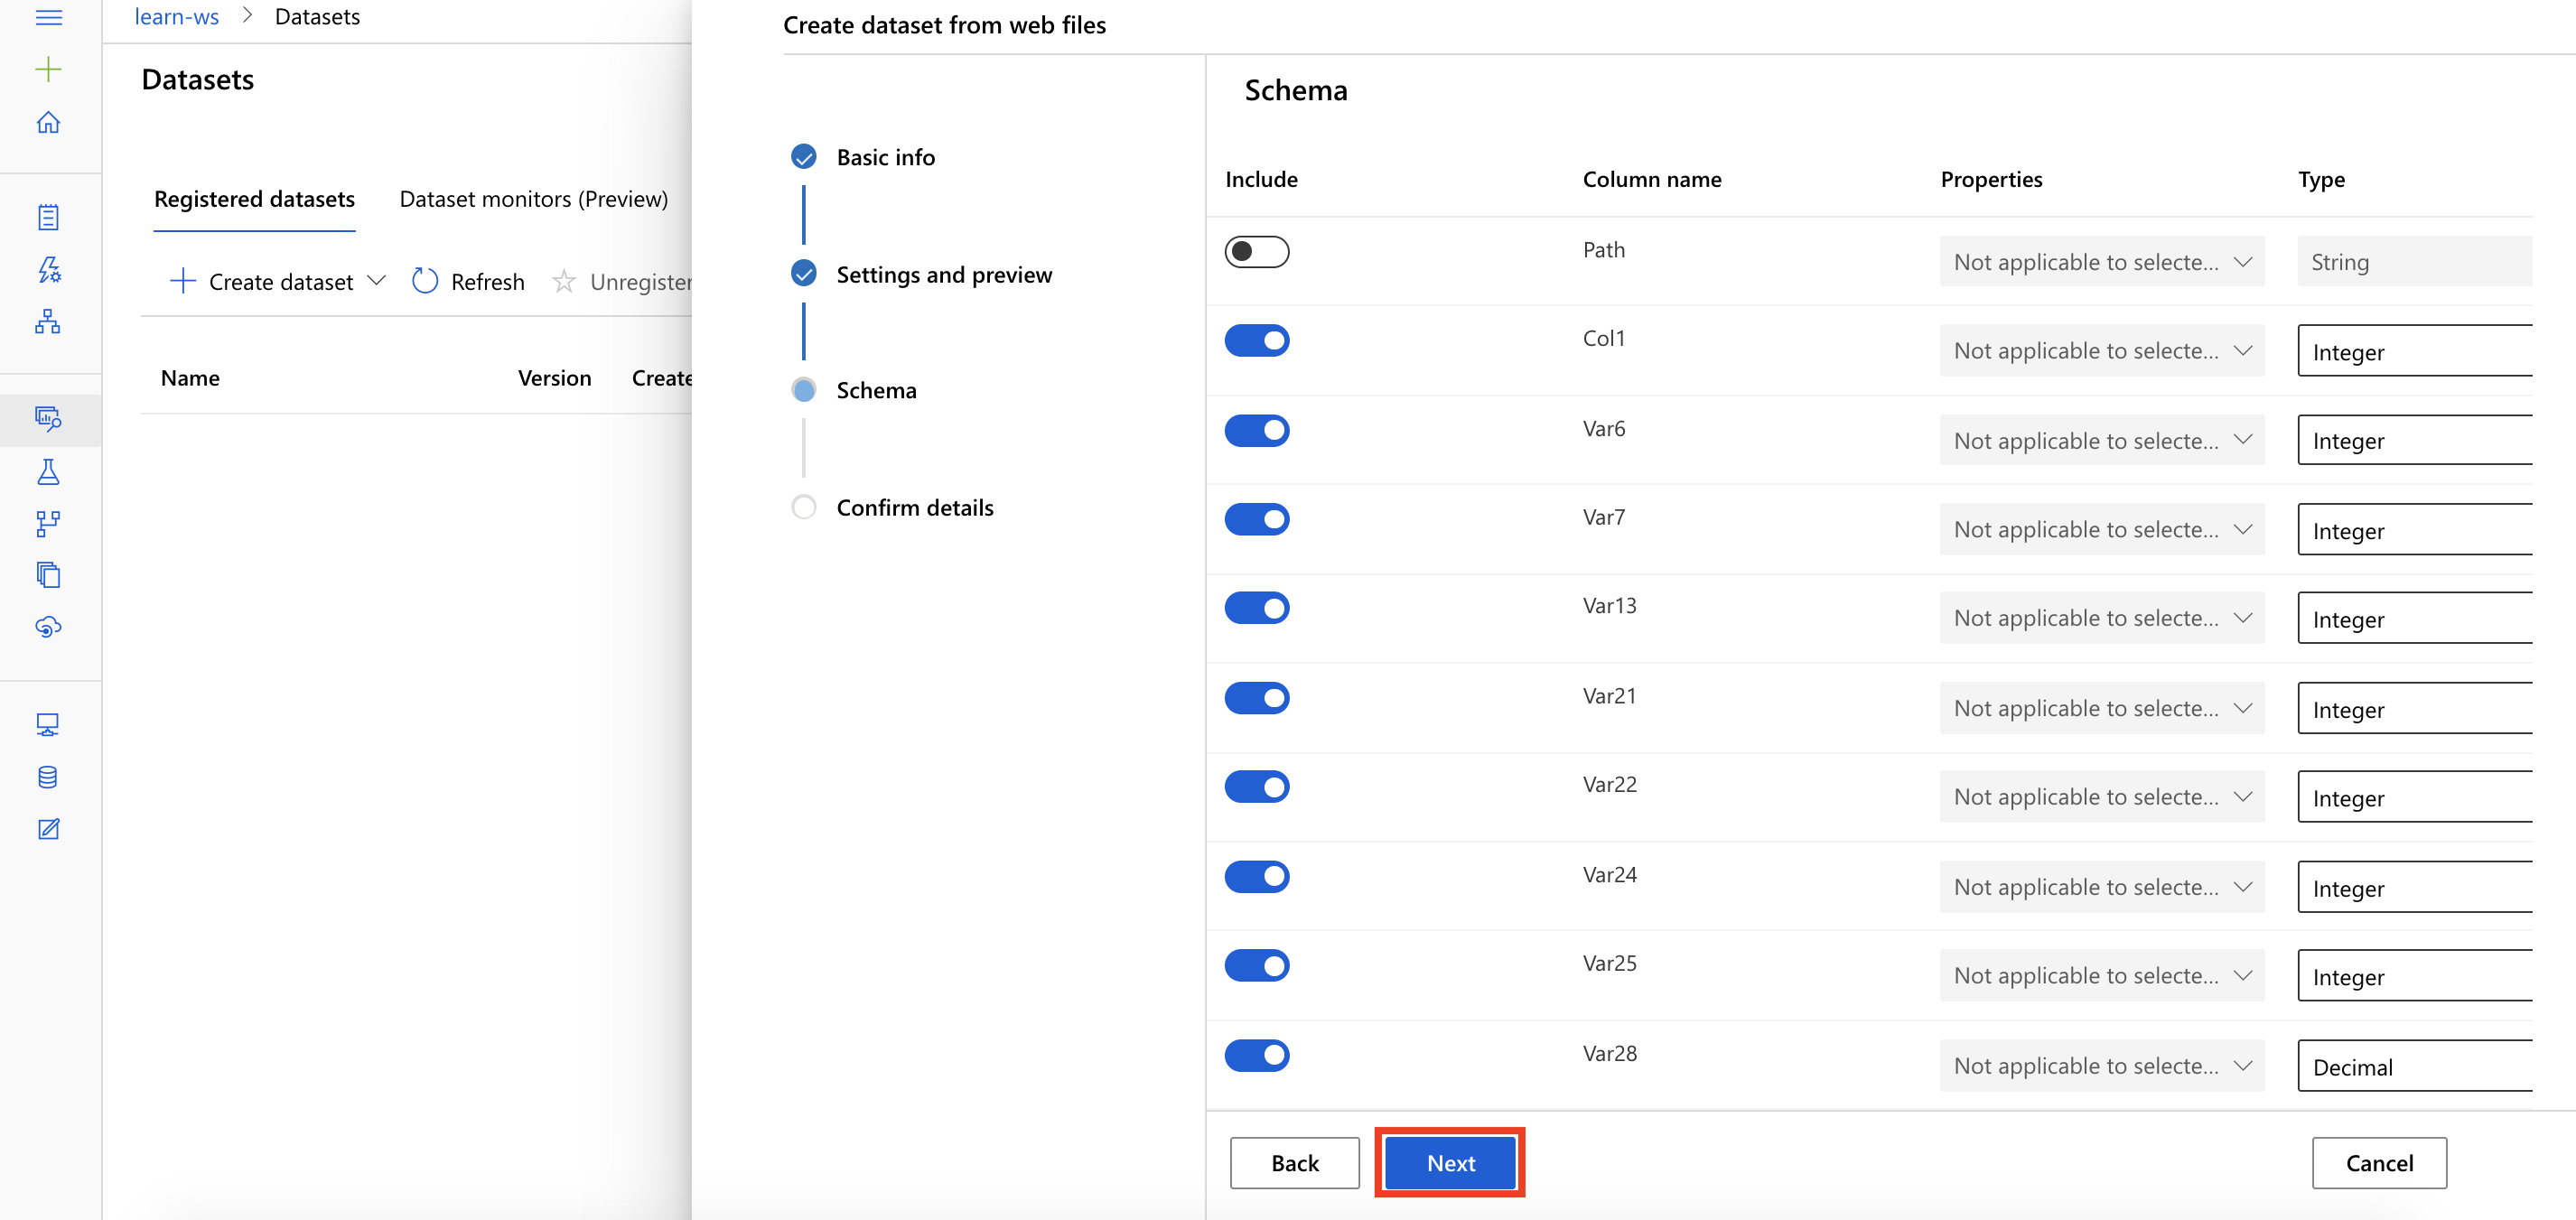 learn-ws > Datasets
Datasets
Registered datasets Dataset monitors (Preview)
Create dataset Refresh Unregister
Name Version Create
Create dataset from web files
Basic info
Settings and preview
Schema
Confirm details
Schema
Include Column name Properties Type
Path Not applicable to selecte... String
Col1 Not applicable to selecte... Integer
Var6 Not applicable to selecte... Integer
Var7 Not applicable to selecte... Integer
Var13 Not applicable to selecte... Integer
Var21 Not applicable to selecte... Integer
Var22 Not applicable to selecte... Integer
Var24 Not applicable to selecte... Integer
Var25 Not applicable to selecte... Integer
Var28 Not applicable to selecte... Decimal
Back Next Cancel